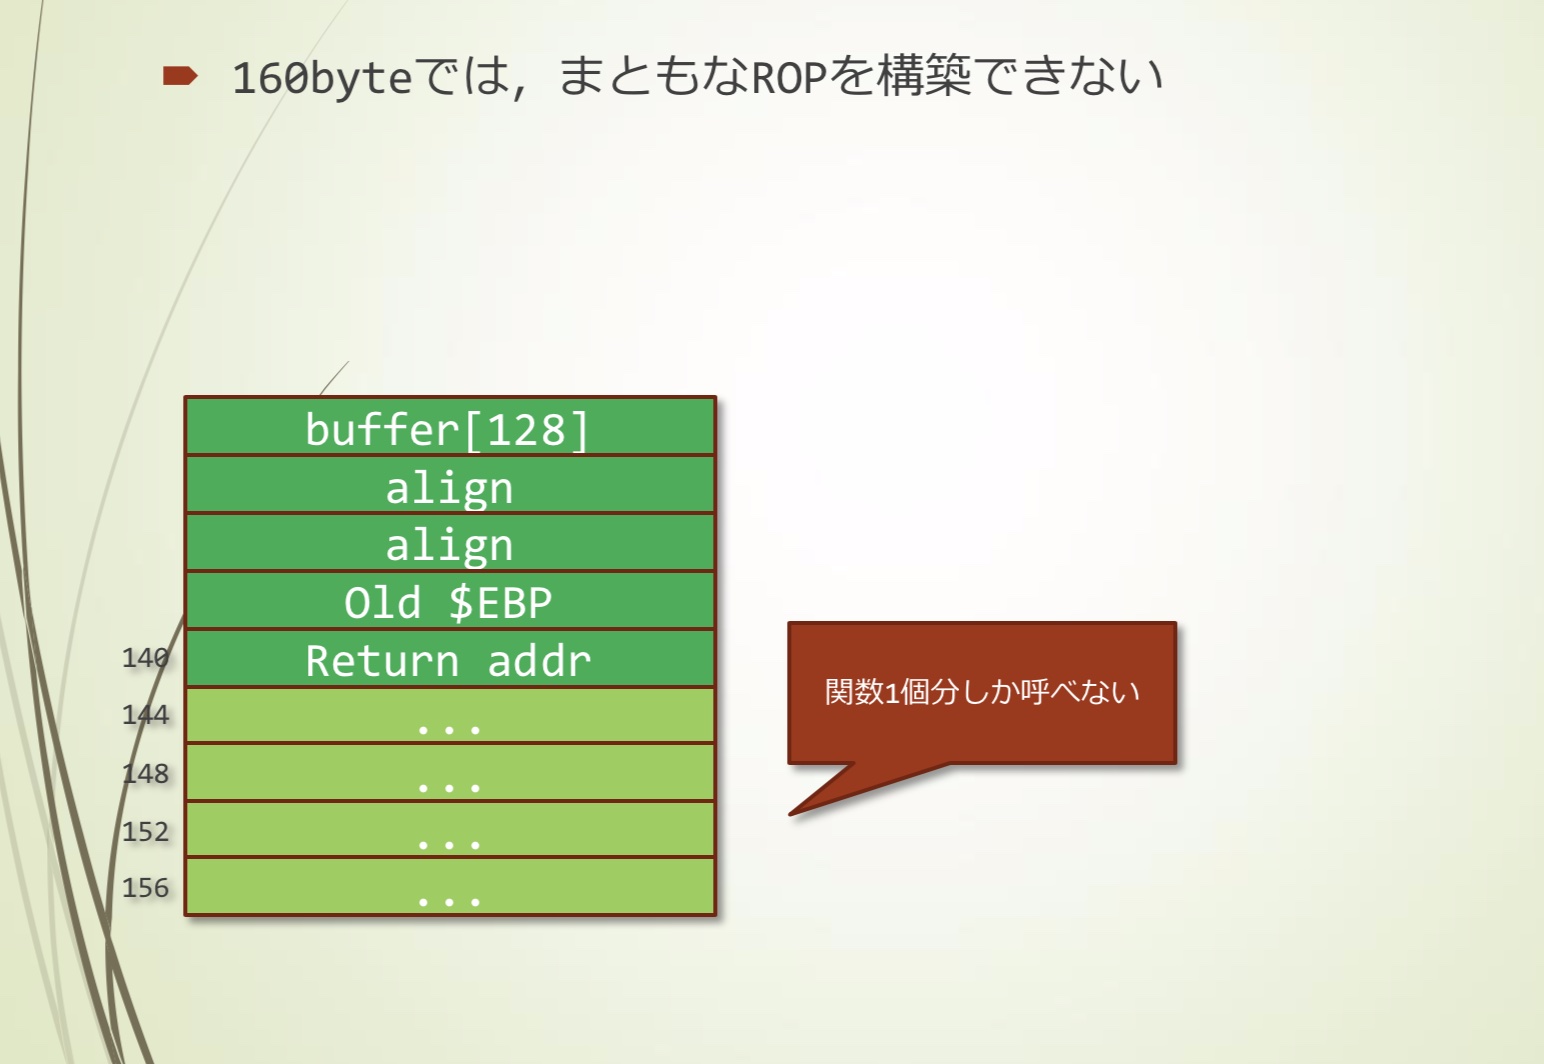 160byteでは，まともなROPを構築できない
buffer[128]
align
align
Old $EBP
140 Return addr
144 ...
148 ...
152 ...
156 ...
関数1個分しか呼べない